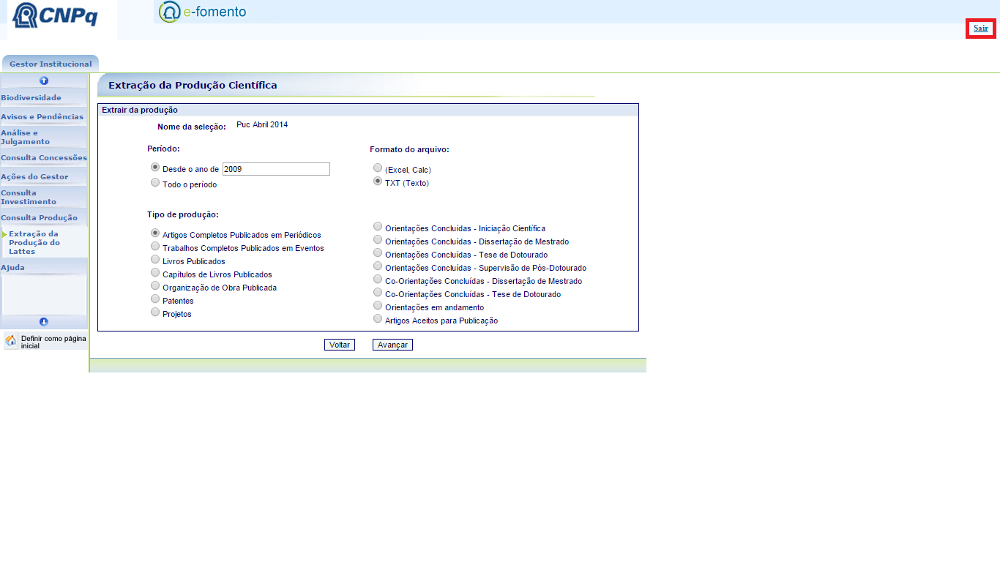 CNPq
e-fomento
Sair
Gestor Institucional
Biodiversidade
Avisos e Pendências
Análise e
Julgamento
Consulta Concessões
Ações do Gestor
Consulta
Investimento
Consulta Produção
Extração da
Produção do
Lattes
Ajuda
Definir como página
inicial
Extração da Produção Científica
Extrair da produção
Nome da seleção: Puc Abril 2014
Período:
Desde o ano de 2009
Todo o período
Formato do arquivo:
(Excel, Calc)
TXT (Texto)
Tipo de produção:
Artigos Completos Publicados em Periódicos
Trabalhos Completos Publicados em Eventos
Livros Publicados
Capítulos de Livros Publicados
Organização de Obra Publicada
Patentes
Projetos
Orientações Concluídas - Iniciação Científica
Orientações Concluídas - Dissertação de Mestrado
Orientações Concluídas - Tese de Dotourado
Orientações Concluídas - Supervisão de Pós-Dotourado
Co-Orientações Concluídas - Dissertação de Mestrado
Co-Orientações Concluídas - Tese de Dotourado
Orientações em andamento
Artigos Aceitos para Publicação
Voltar
Avançar